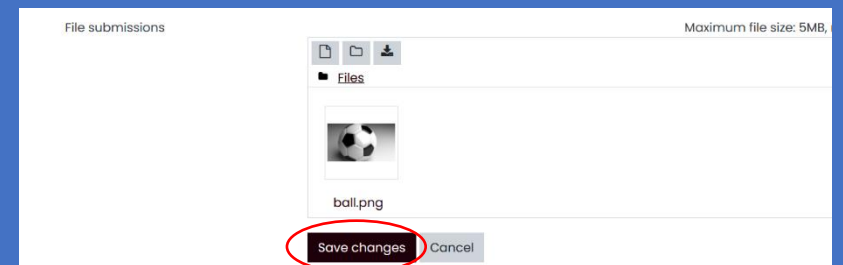 File submissions
Maximum file size: 5MB,
Files
ball.png
Save changes
Cancel